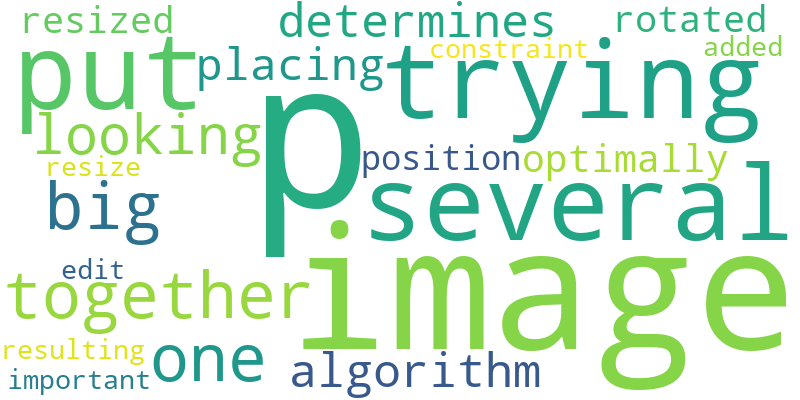 resized determines rotated
put placing constraint added
trying
looking p
resize position optimally
big several
edit
together image
resulting one
important algorithm